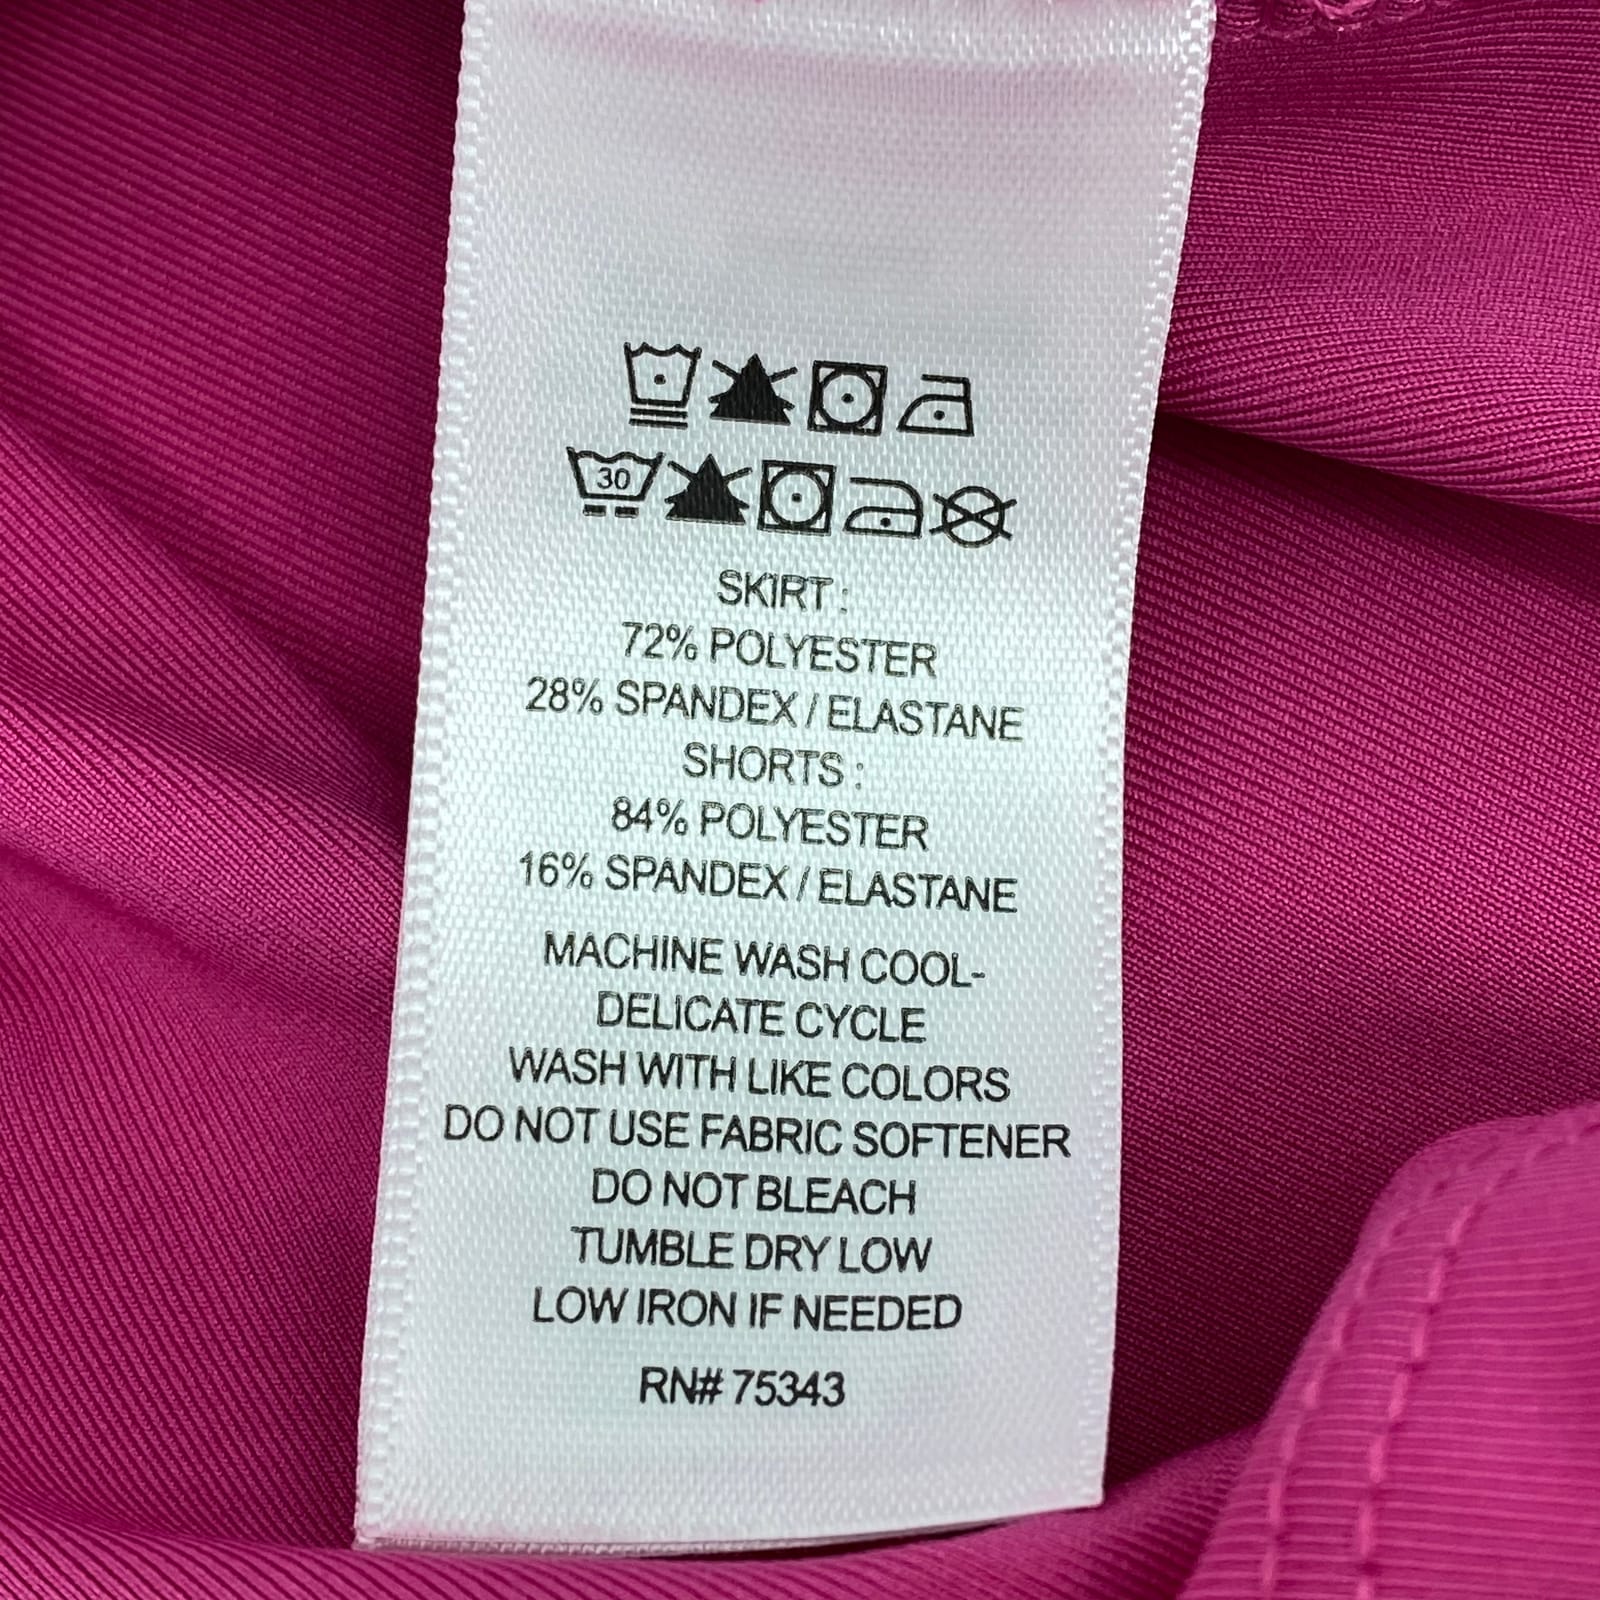 30
SKIRT :
72% POLYESTER
28% SPANDEX / ELASTANE
SHORTS :
84% POLYESTER
16% SPANDEX / ELASTANE
MACHINE WASH COOL-
DELICATE CYCLE
WASH WITH LIKE COLORS
DO NOT USE FABRIC SOFTENER
DO NOT BLEACH
TUMBLE DRY LOW
LOW IRON IF NEEDED
RN# 75343